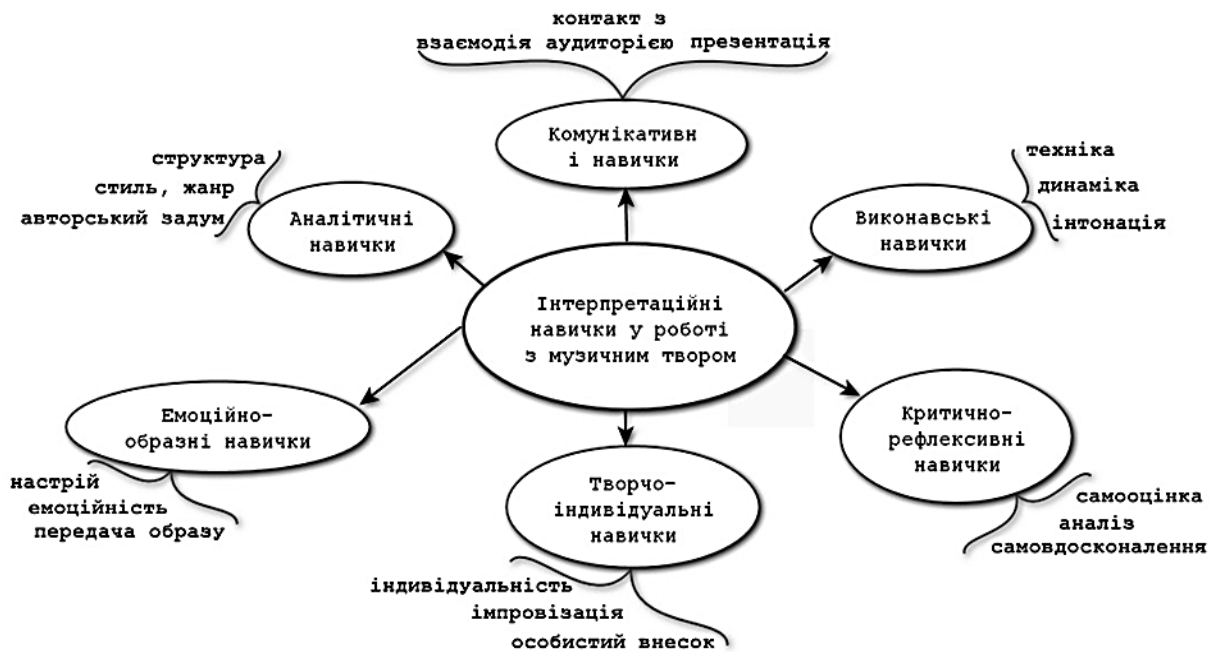 контакт з
взаємодія аудиторією презентація
Комунікативн
і навички
структура
стиль, жанр
авторський задум
Аналітичні
навички
техніка
динаміка
інтонація
Виконавські
навички
Інтерпретаційні
навички у роботі
з музичним твором
Емоційно-
образні навички
настрій
емоційність
передача образу
Творчо-
індивідуальні
навички
індивідуальність
імпровізація
особистий внесок
Критично-
рефлексивні
навички
самооцінка
аналіз
самовдосконалення